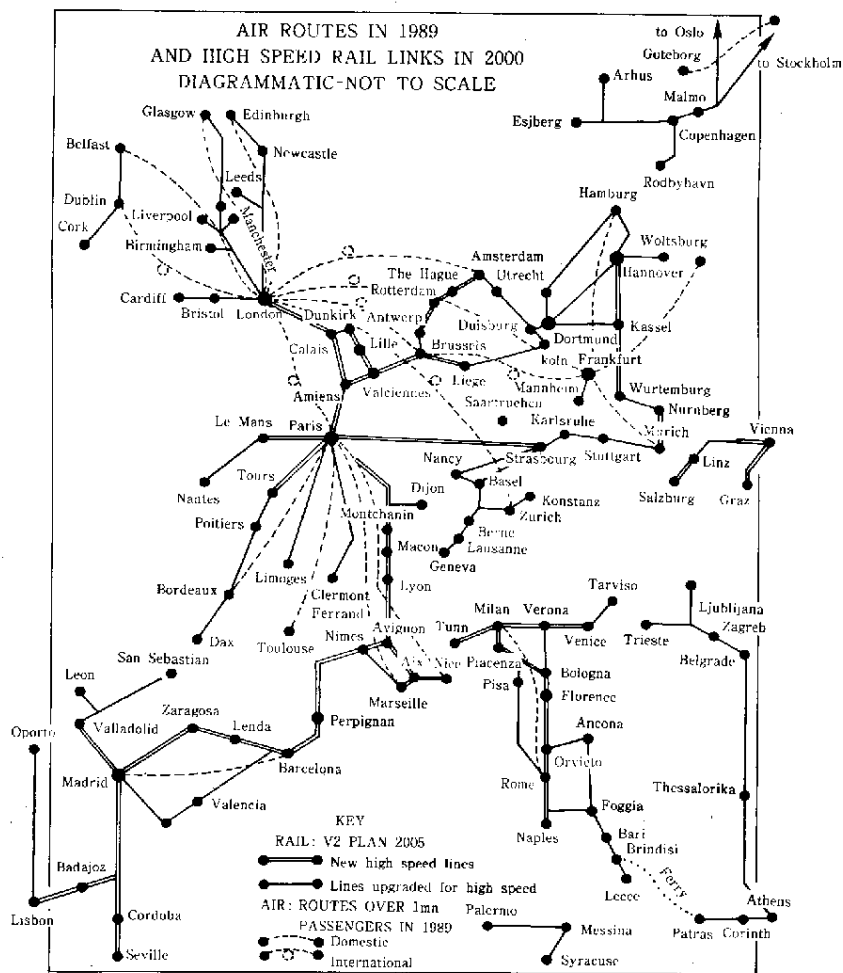 AIR ROUTES IN 1989
AND HIGH SPEED RAIL LINKS IN 2000
DIAGRAMMATIC-NOT TO SCALE
to Oslo
Goteborg
to Stockholm
Arhus
Malmo
Esjberg
Copenhagen
Rodbyhavn
Glasgow
Edinburgh
Belfast
Newcastle
Leeds
Dublin
Liverpool
Manchester
Cork
Birmingham
Cardiff
Bristol
London
Hamburg
Woltsburg
Amsterdam
The Hague
Utrecht
Hannover
Rotterdam
Dunkirk
Antwerp
Duisburg
Kassel
Dortmund
Calais
Lille
Brussels
koln
Frankfurt
Liege
Mannheim
Amiens
Valciennes
Saarbruchen
Wurtemburg
Nurnberg
Le Mans
Paris
Karlsruhe
Munich
Vienna
Strasbourg
Stuttgart
Linz
Nancy
Tours
Basel
Salzburg
Graz
Nantes
Dijon
Konstanz
Montchanin
Zurich
Poitiers
Berne
Macon
Lausanne
Geneva
Limoges
Lyon
Bordeaux
Clermont
Ferrand
Tarviso
Ljublijana
Toulouse
Avignon
Milan
Verona
Zagreb
Dax
Nimes
Tunn
Venice
Trieste
San Sebastian
Aix
Nice
Piacenza
Belgrade
Leon
Pisa
Bologna
Marseille
Florence
Zaragosa
Perpignan
Ancona
Oporto
Valladolid
Lenda
Orvieto
Madrid
Barcelona
Rome
Thessalorika
Valencia
Foggia
KEY
Naples
RAIL: V2 PLAN 2005
Bari
New high speed lines
Brindisi
Badajoz
Lines upgraded for high speed
Lecce
Ferry
Lisbon
AIR: ROUTES OVER 1mn
PASSENGERS IN 1989
Athens
Cordoba
Palermo
Messina
Patras
Corinth
Domestic
Seville
International
Syracuse